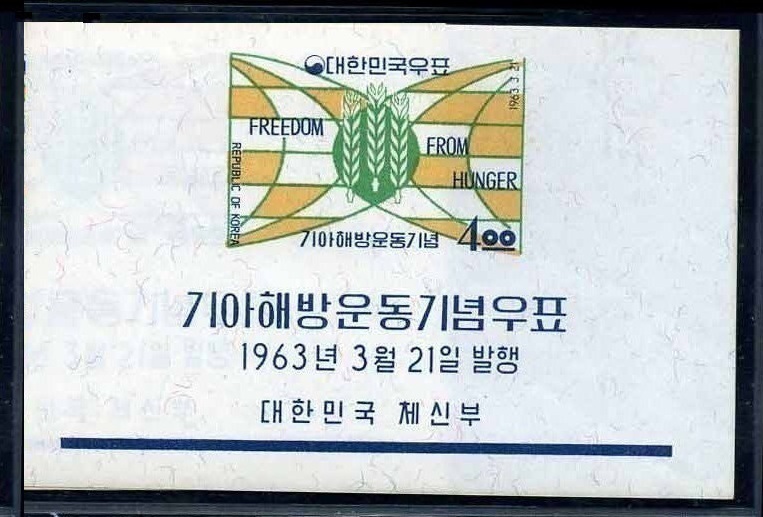 대한민국우표
1963.3.21
FREEDOM
FROM
HUNGER
REPUBLIC OF KOREA
기아해방운동기념
400
기아해방운동기념우표
1963년 3월 21일 발행
대한민국 체신부